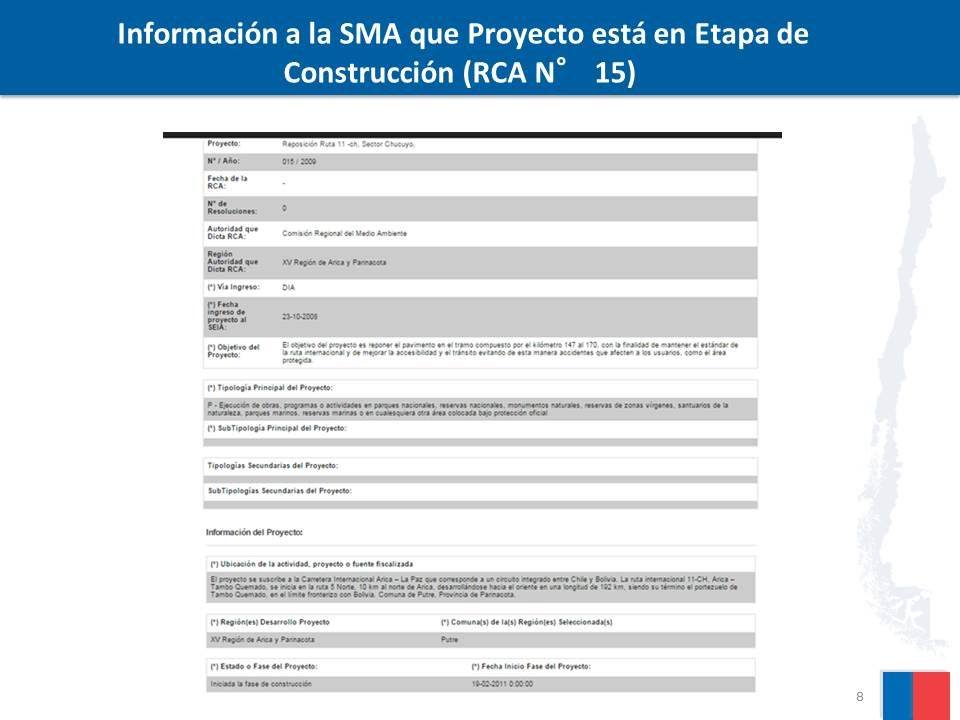 Información a la SMA que Proyecto está en Etapa de
Construcción (RCA N° 15)
Proyecto: Reposición Ruta 11 -ch, Sector Chucuyo,
N° / Año: 015 / 2009
Fecha de la
RCA: -
N° de
Resoluciones: 0
Autoridad que
Dicta RCA: Comisión Regional del Medio Ambiente
Región
Autoridad que
Dicta RCA: XV Región de Arica y Parinacota
(*) Vía Ingreso: DIA
(*) Fecha
ingreso de
proyecto al
SEIA: 23-10-2008
(*) Objetivo del
Proyecto:
El objetivo del proyecto es reponer el pavimento en el tramo compuesto por el kilómetro 147 al 170, con la finalidad de mantener el estándar de
la ruta internacional y de mejorar la accesibilidad y el tránsito evitando de esta manera accidentes que afecten a los usuarios, como el área
protegida.
(*) Tipología Principal del Proyecto:
P - Ejecución de obras, programas o actividades en parques nacionales, reservas nacionales, monumentos naturales, reservas de zonas vírgenes, santuarios de la
naturaleza, parques marinos, reservas marinas o en cualesquiera otra área colocada bajo protección oficial
(*) SubTipología Principal del Proyecto:
Tipologías Secundarias del Proyecto:
SubTipologías Secundarias del Proyecto:
Información del Proyecto:
(*) Ubicación de la actividad, proyecto o fuente fiscalizada
El proyecto se suscribe a la Carretera Internacional Arica – La Paz que corresponde a un circuito integrado entre Chile y Bolivia. La ruta internacional 11-CH, Arica –
Tambo Quemado, se inicia en la ruta 5 Norte, 10 km al norte de Arica, desarrollándose hacia el oriente en una longitud de 192 km, siendo su término el portezuelo de
Tambo Quemado, en el límite fronterizo con Bolivia. Comuna de Putre, Provincia de Parinacota.
(*) Región(es) Desarrollo Proyecto (*) Comuna(s) de la(s) Región(es) Seleccionada(s)
XV Región de Arica y Parinacota Putre
(*) Estado o Fase del Proyecto: (*) Fecha Inicio Fase del Proyecto:
Iniciada la fase de construcción 19-02-2011 0:00:00
8